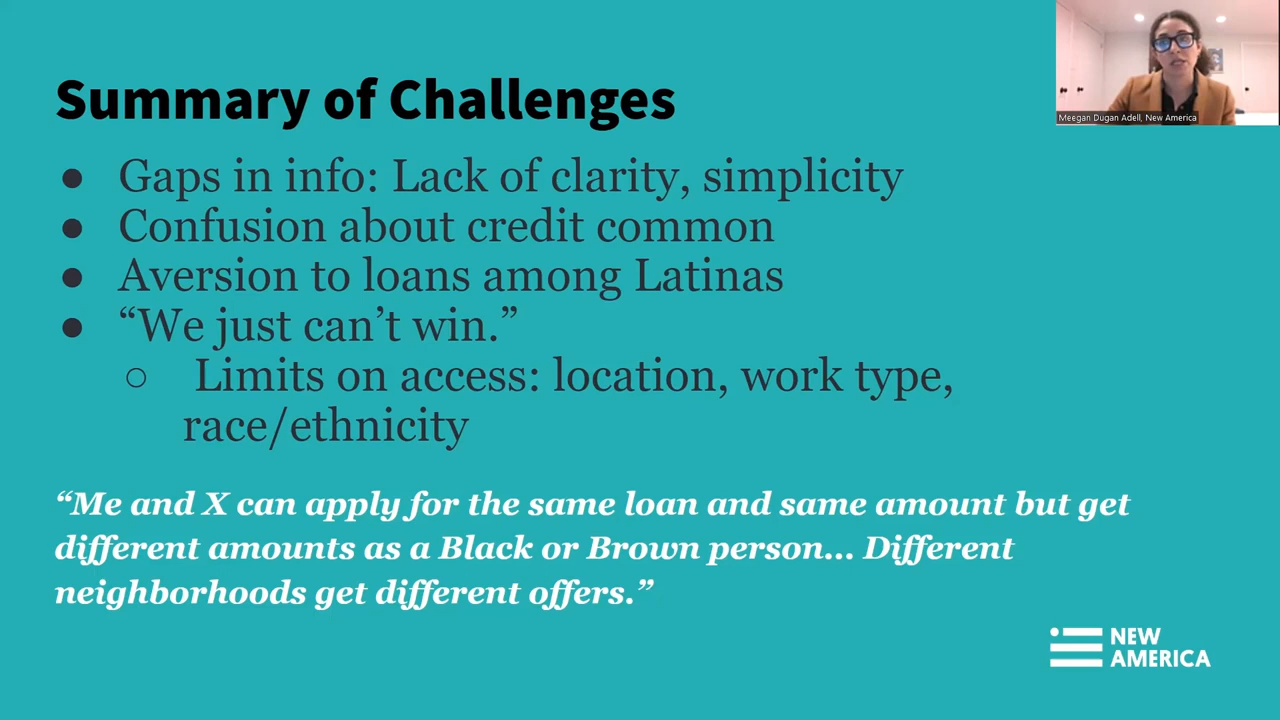 Summary of Challenges
● Gaps in info: Lack of clarity, simplicity
● Confusion about credit common
● Aversion to loans among Latinas
● “We just can’t win.”
○ Limits on access: location, work type,
race/ethnicity
“Me and X can apply for the same loan and same amount but get
different amounts as a Black or Brown person... Different
neighborhoods get different offers.”
Meegan Dugan Adell, New America
NEW
AMERICA